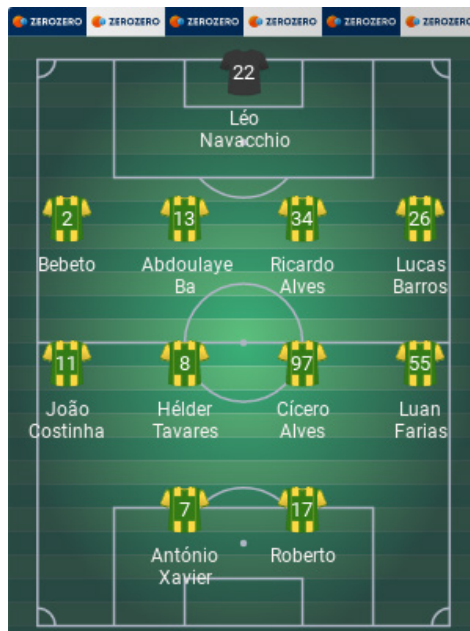 ZEROZERO ZEROZERO ZEROZERO ZEROZERO ZEROZERO ZEROZERO
22
Léo
Navacchio
2 13 34 26
Bebeto Abdoulaye Ricardo Lucas
Ba Alves Barros
11 8 97 55
João Hélder Cícero Luan
Costinha Tavares Alves Farias
7 17
António Roberto
Xavier